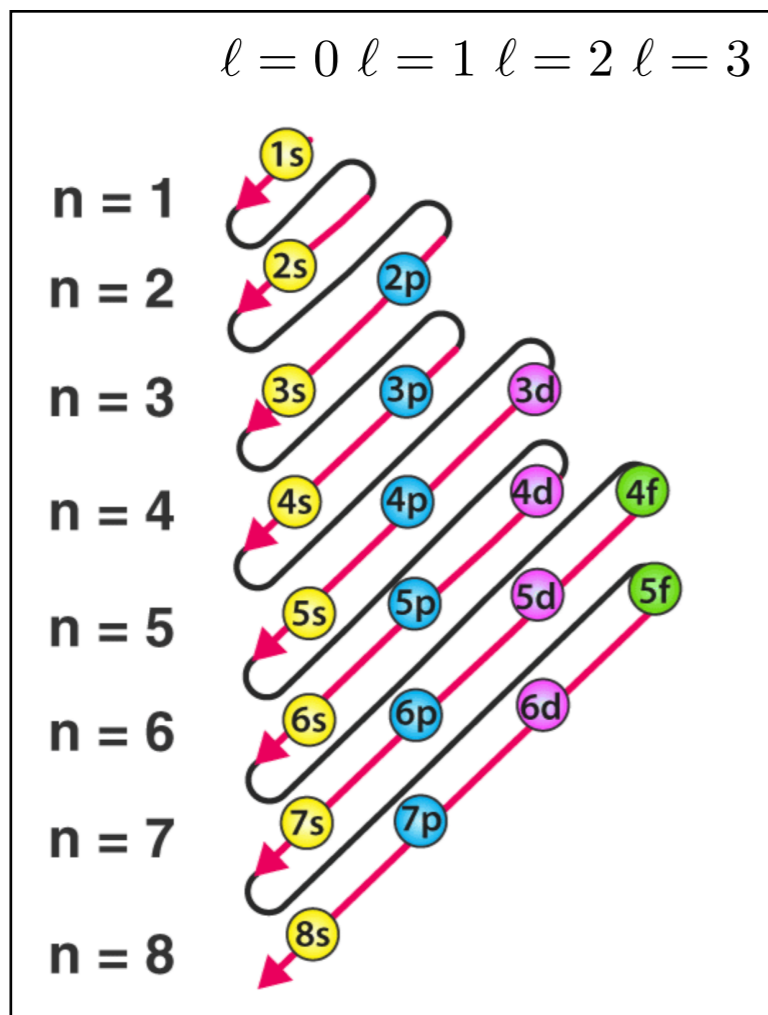 ℓ = 0 ℓ = 1 ℓ = 2 ℓ = 3
1s
n = 1
2s 2p
n = 2
3s 3p 3d
n = 3
4s 4p 4d 4f
n = 4
5s 5p 5d 5f
n = 5
6s 6p 6d
n = 6
7s 7p
n = 7
8s
n = 8